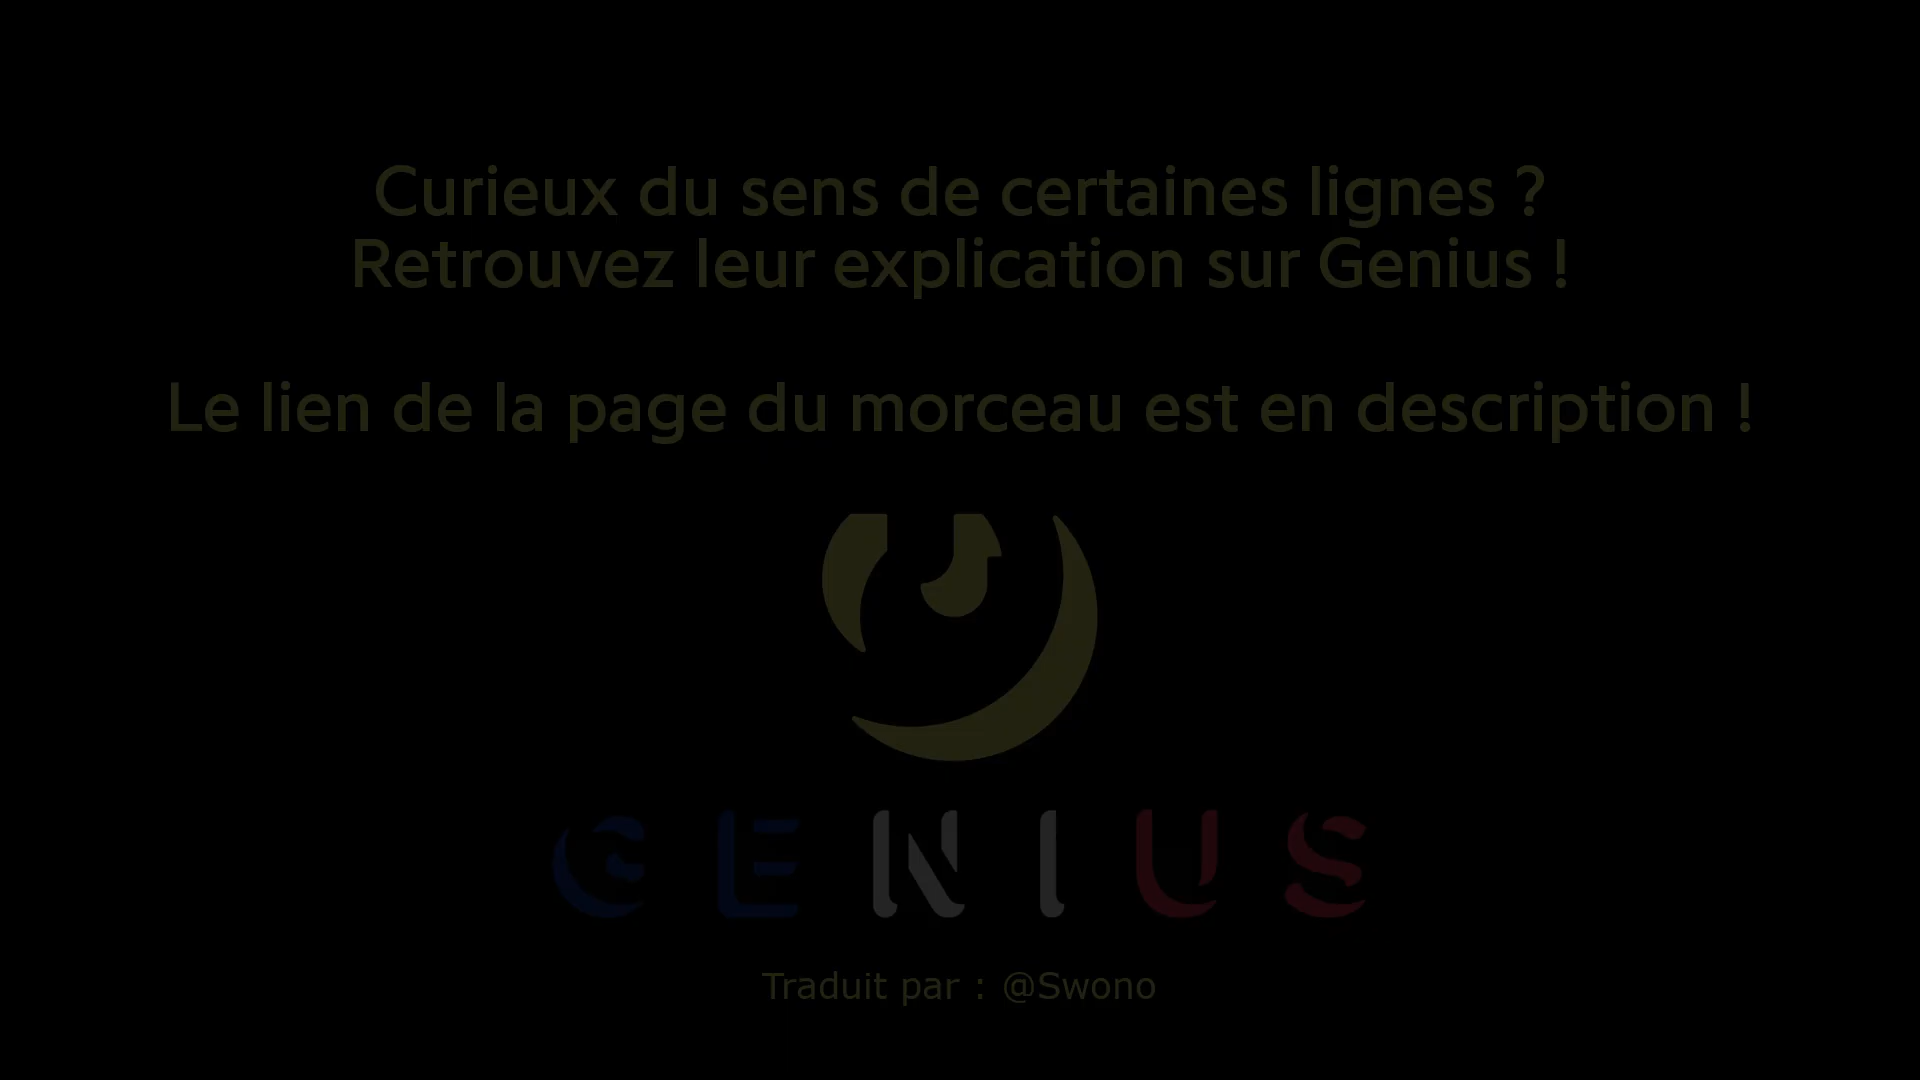 Curieux du sens de certaines lignes ?
Retrouvez leur explication sur Genius !
Le lien de la page du morceau est en description !
GENIUS
Traduit par : @Swono